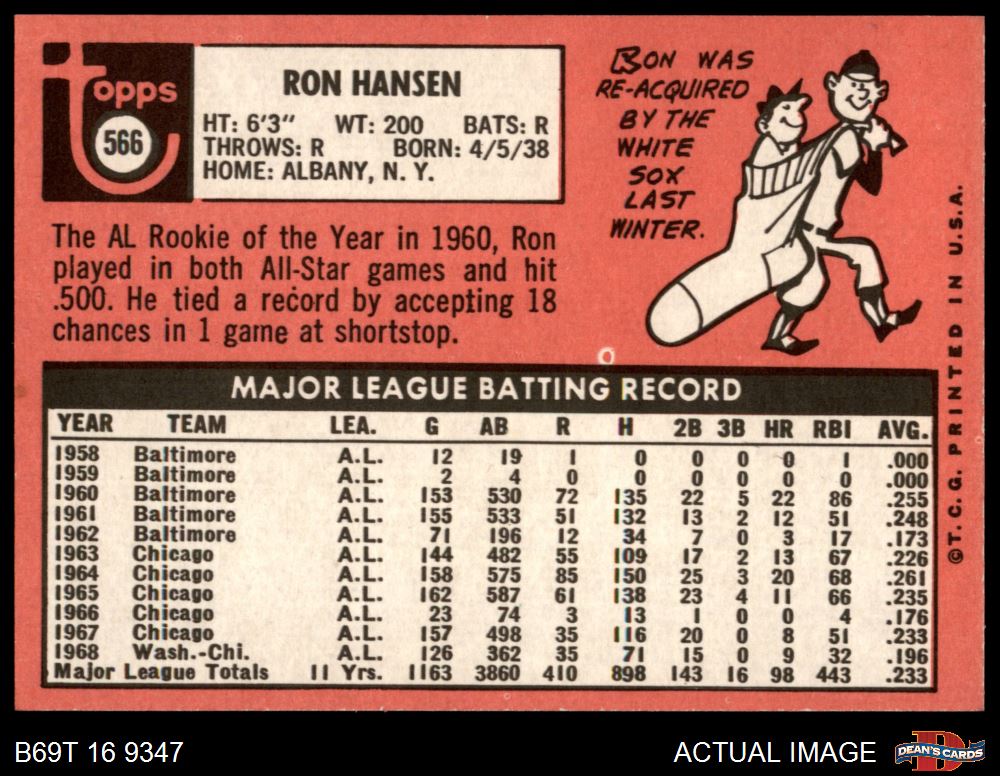 topps
566
RON HANSEN
HT: 6'3" WT: 200 BATS: R
THROWS: R BORN: 4/5/38
HOME: ALBANY, N. Y.
RON WAS
RE-ACQUIRED
BY THE
WHITE
SOX
LAST
WINTER.
The AL Rookie of the Year in 1960, Ron
played in both All-Star games and hit
.500. He tied a record by accepting 18
chances in 1 game at shortstop.
MAJOR LEAGUE BATTING RECORD
YEAR TEAM LEA. G AB R H 2B 3B HR RBI AVG.
1958 Baltimore A.L. 12 19 1 0 0 0 0 1 .000
1959 Baltimore A.L. 2 4 0 0 0 0 0 0 .000
1960 Baltimore A.L. 153 530 72 135 22 5 22 86 .255
1961 Baltimore A.L. 155 533 51 132 13 2 12 51 .248
1962 Baltimore A.L. 71 196 12 34 7 0 3 17 .173
1963 Chicago A.L. 144 482 55 109 17 2 13 67 .226
1964 Chicago A.L. 158 575 85 150 25 3 20 68 .261
1965 Chicago A.L. 162 587 61 138 23 4 11 66 .235
1966 Chicago A.L. 23 74 3 13 1 0 0 4 .176
1967 Chicago A.L. 157 498 35 116 20 0 8 51 .233
1968 Wash.-Chi. A.L. 126 362 35 71 15 0 9 32 .196
Major League Totals 11 Yrs. 1163 3860 410 898 143 16 98 443 .233
©T. C. G. PRINTED IN U.S.A.
B69T 16 9347
ACTUAL IMAGE
D
DEAN'S CARDS